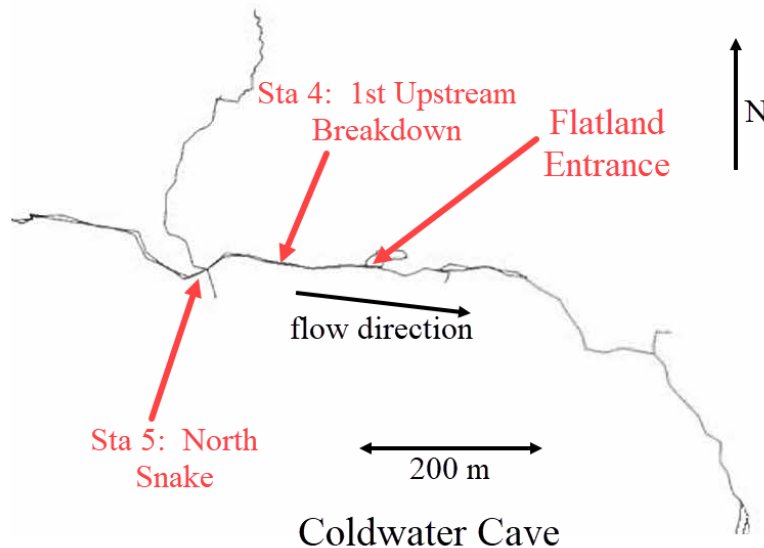 Sta 4:  1st Upstream
Breakdown
Flatland
Entrance
N
flow direction
Sta 5:  North
Snake
200 m
Coldwater Cave